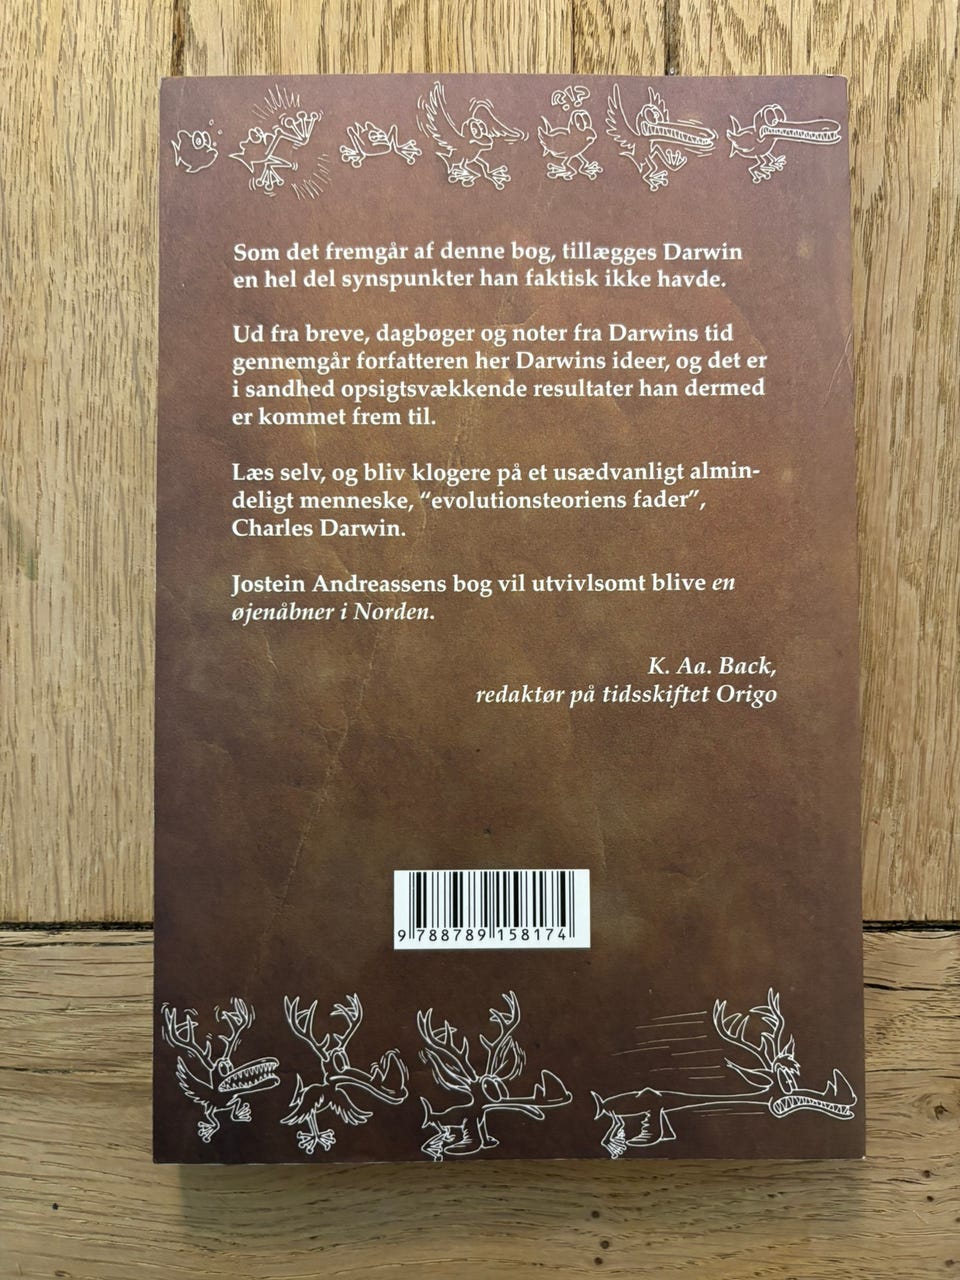 ?!?
Som det fremgår af denne bog, tillægges Darwin
en hel del synspunkter han faktisk ikke havde.
Ud fra breve, dagbøger og noter fra Darwins tid
gennemgår forfatteren her Darwins ideer, og det er
i sandhed opsigtsvækkende resultater han dermed
er kommet frem til.
Læs selv, og bliv klogere på et usædvanligt almin-
deligt menneske, “evolutionsteoriens fader”,
Charles Darwin.
Jostein Andreassens bog vil utvivlsomt blive en
øjenåbner i Norden.
K. Aa. Back,
redaktør på tidsskiftet Origo
9 788789 158174